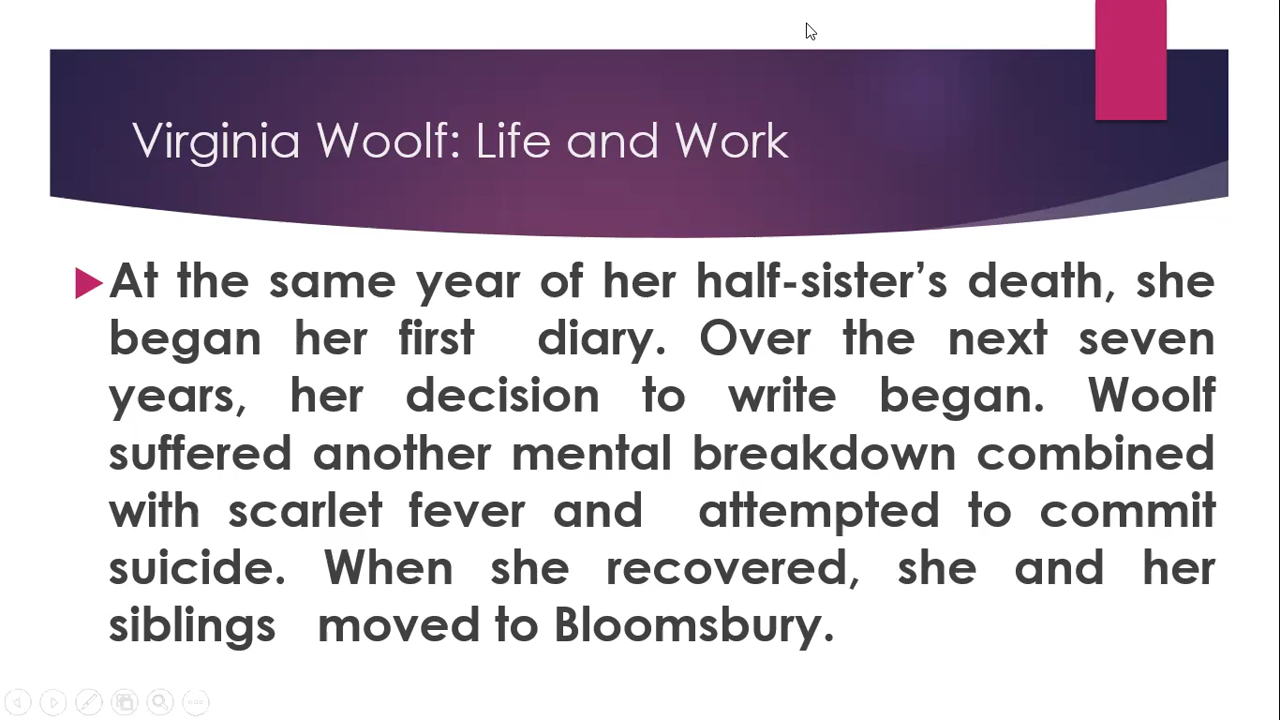 Virginia Woolf: Life and Work
At the same year of her half-sister’s death, she
began her first diary. Over the next seven
years, her decision to write began. Woolf
suffered another mental breakdown combined
with scarlet fever and attempted to commit
suicide. When she recovered, she and her
siblings moved to Bloomsbury.